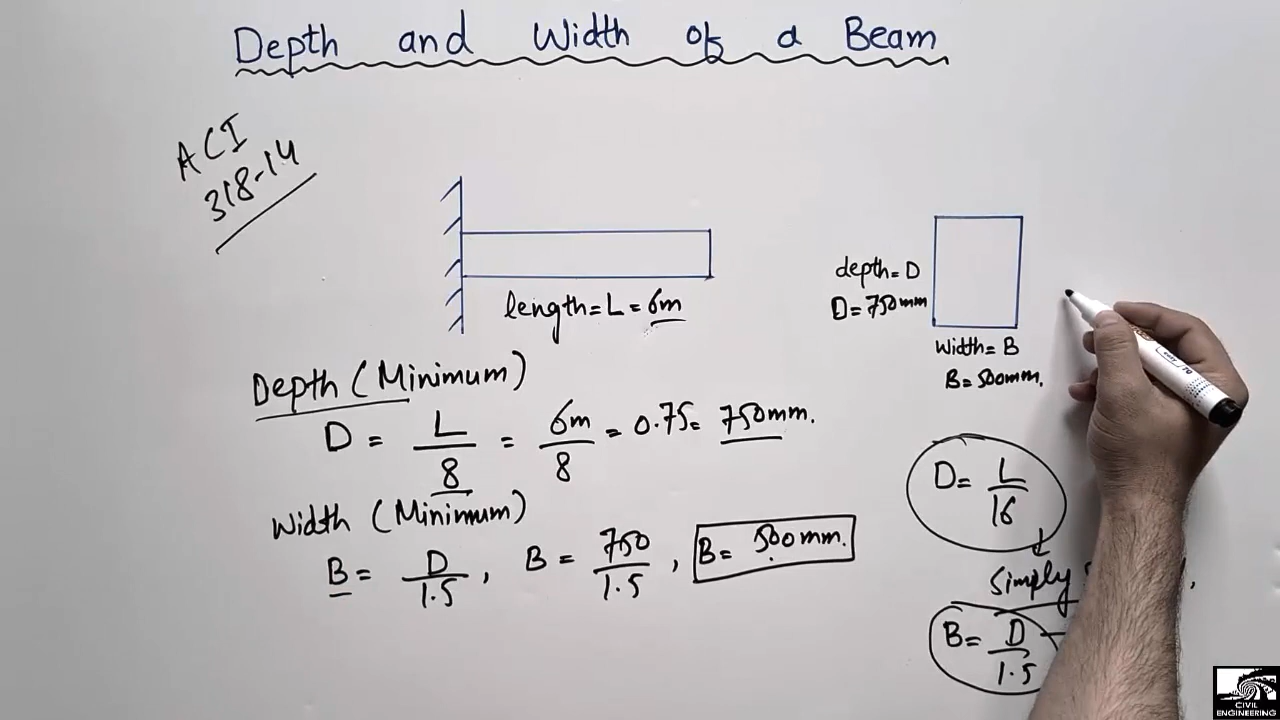 Depth and Width of a Beam
ACI
318-14
length=L=6m
depth=D
D=750mm
Width=B
B=500mm.
Depth (Minimum)
D = L/8 = 6m/8 = 0.75= 750mm.
Width (Minimum)
B = D/1.5, B = 750/1.5, B= 500mm.
D= L/16
Simply
B= D/1.5
CIVIL
ENGINEERING